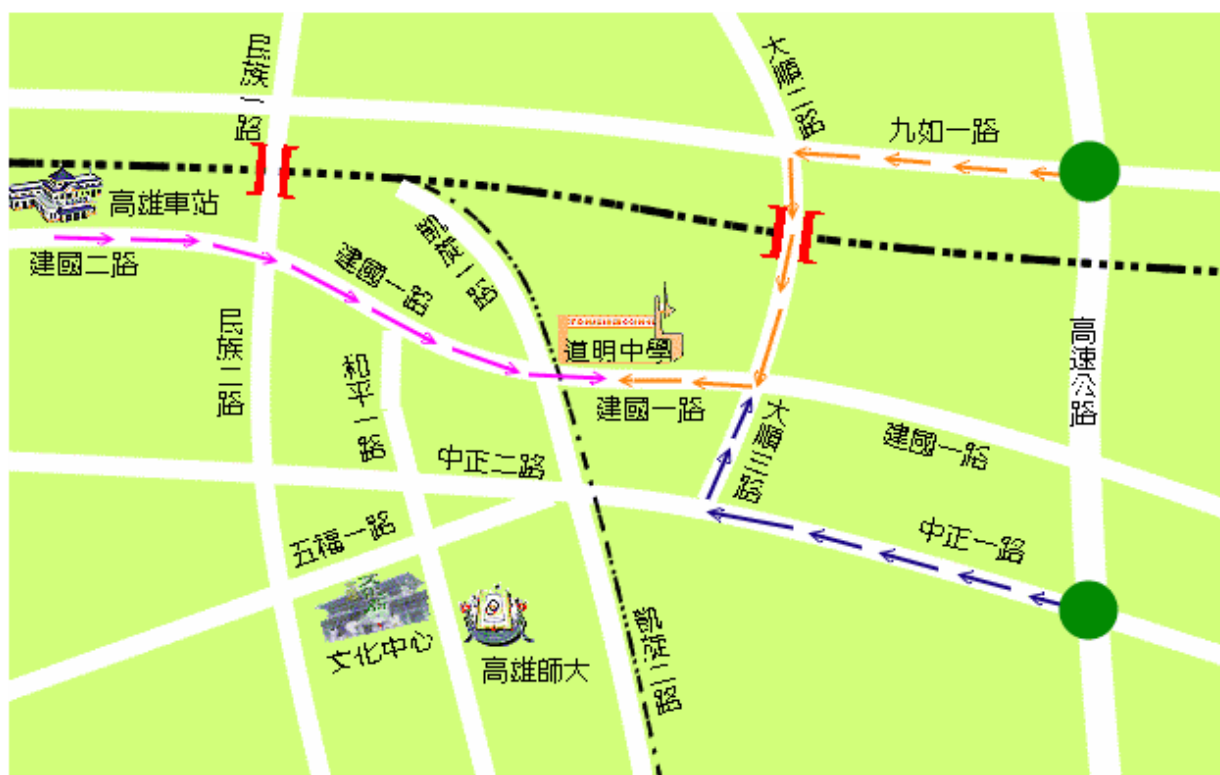 民族一路
大順二路
九如一路
高雄車站
建國二路
建國一路
凱旋一路
道明中學
高速公路
民族二路
和平一路
建國一路
大順三路
建國一路
中正二路
五福一路
中正一路
文化中心
高雄師大
凱旋二路